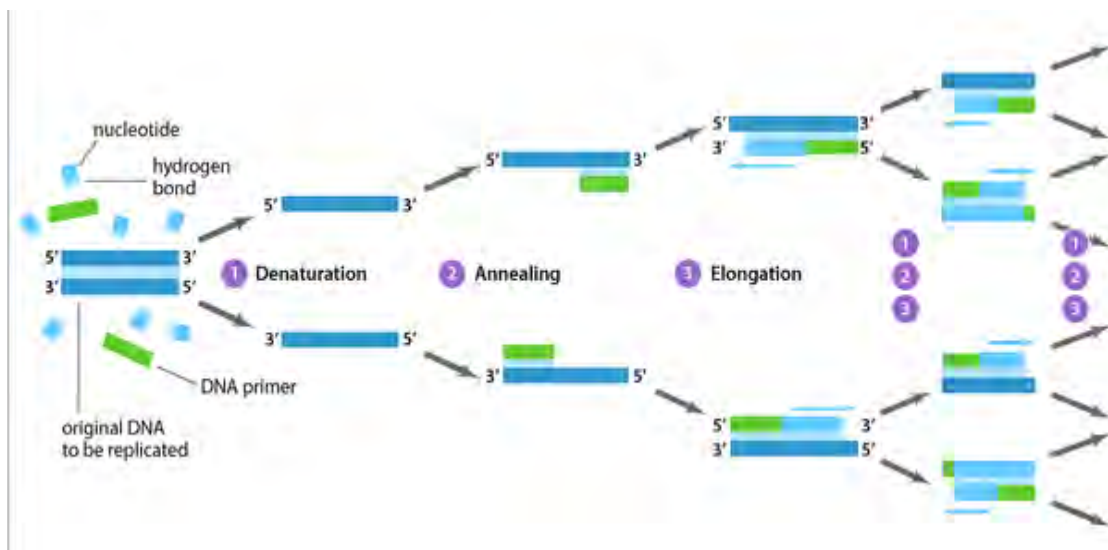 nucleotide
hydrogen
bond
5' 3'
3' 5'
DNA primer
original DNA
to be replicated
5' 3'
1 Denaturation
3' 5'
5' 3'
2 Annealing
3' 5'
5' 3'
3' 5'
3 Elongation
5' 3'
3' 5'
1
2
3
1
2
3